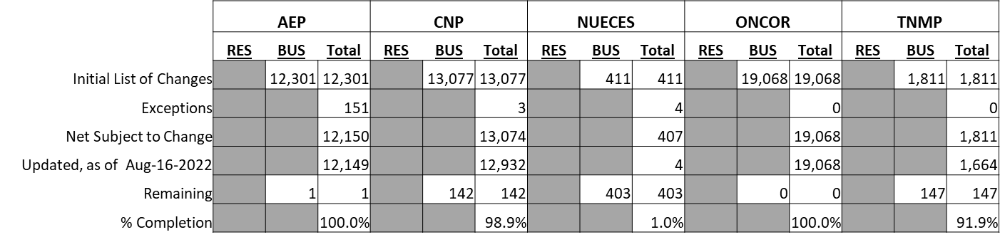 AEP CNP NUECES ONCOR TNMP
RES BUS Total RES BUS Total RES BUS Total RES BUS Total RES BUS Total
Initial List of Changes 12,301 12,301 13,077 13,077 411 411 19,068 19,068 1,811 1,811
Exceptions 151 3 4 0 0
Net Subject to Change 12,150 13,074 407 19,068 1,811
Updated, as of Aug-16-2022 12,149 12,932 4 19,068 1,664
Remaining 1 1 142 142 403 403 0 0 147 147
% Completion 100.0% 98.9% 1.0% 100.0% 91.9%